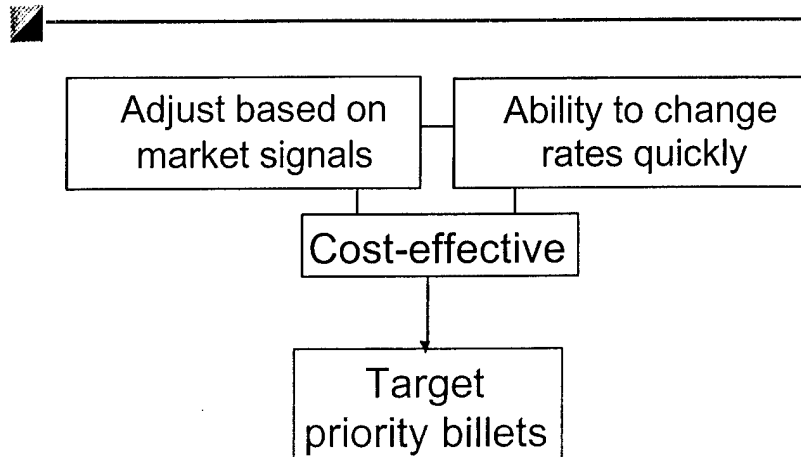 Adjust based on
market signals
Ability to change
rates quickly
Cost-effective
Target
priority billets